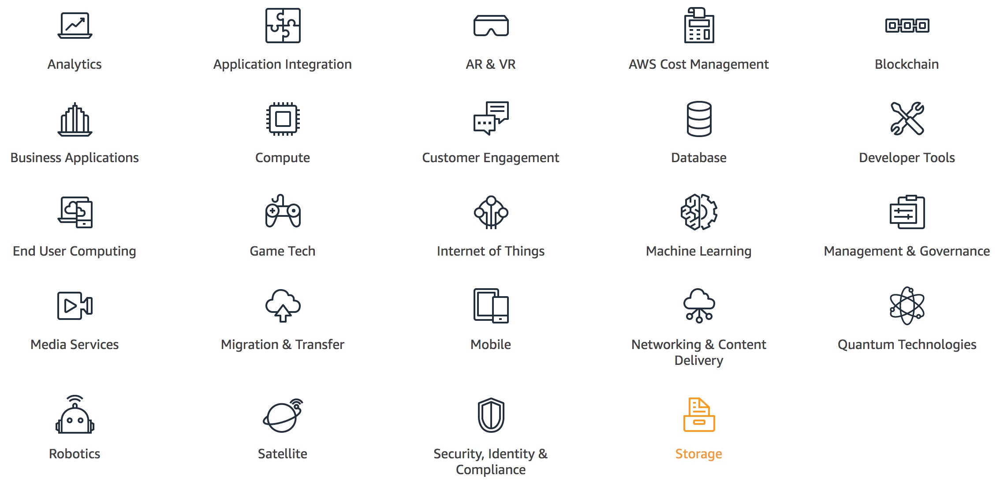 Analytics
Application Integration
AR & VR
AWS Cost Management
Blockchain
Business Applications
Compute
Customer Engagement
Database
Developer Tools
End User Computing
Game Tech
Internet of Things
Machine Learning
Management & Governance
Media Services
Migration & Transfer
Mobile
Networking & Content
Delivery
Quantum Technologies
Robotics
Satellite
Security, Identity &
Compliance
Storage